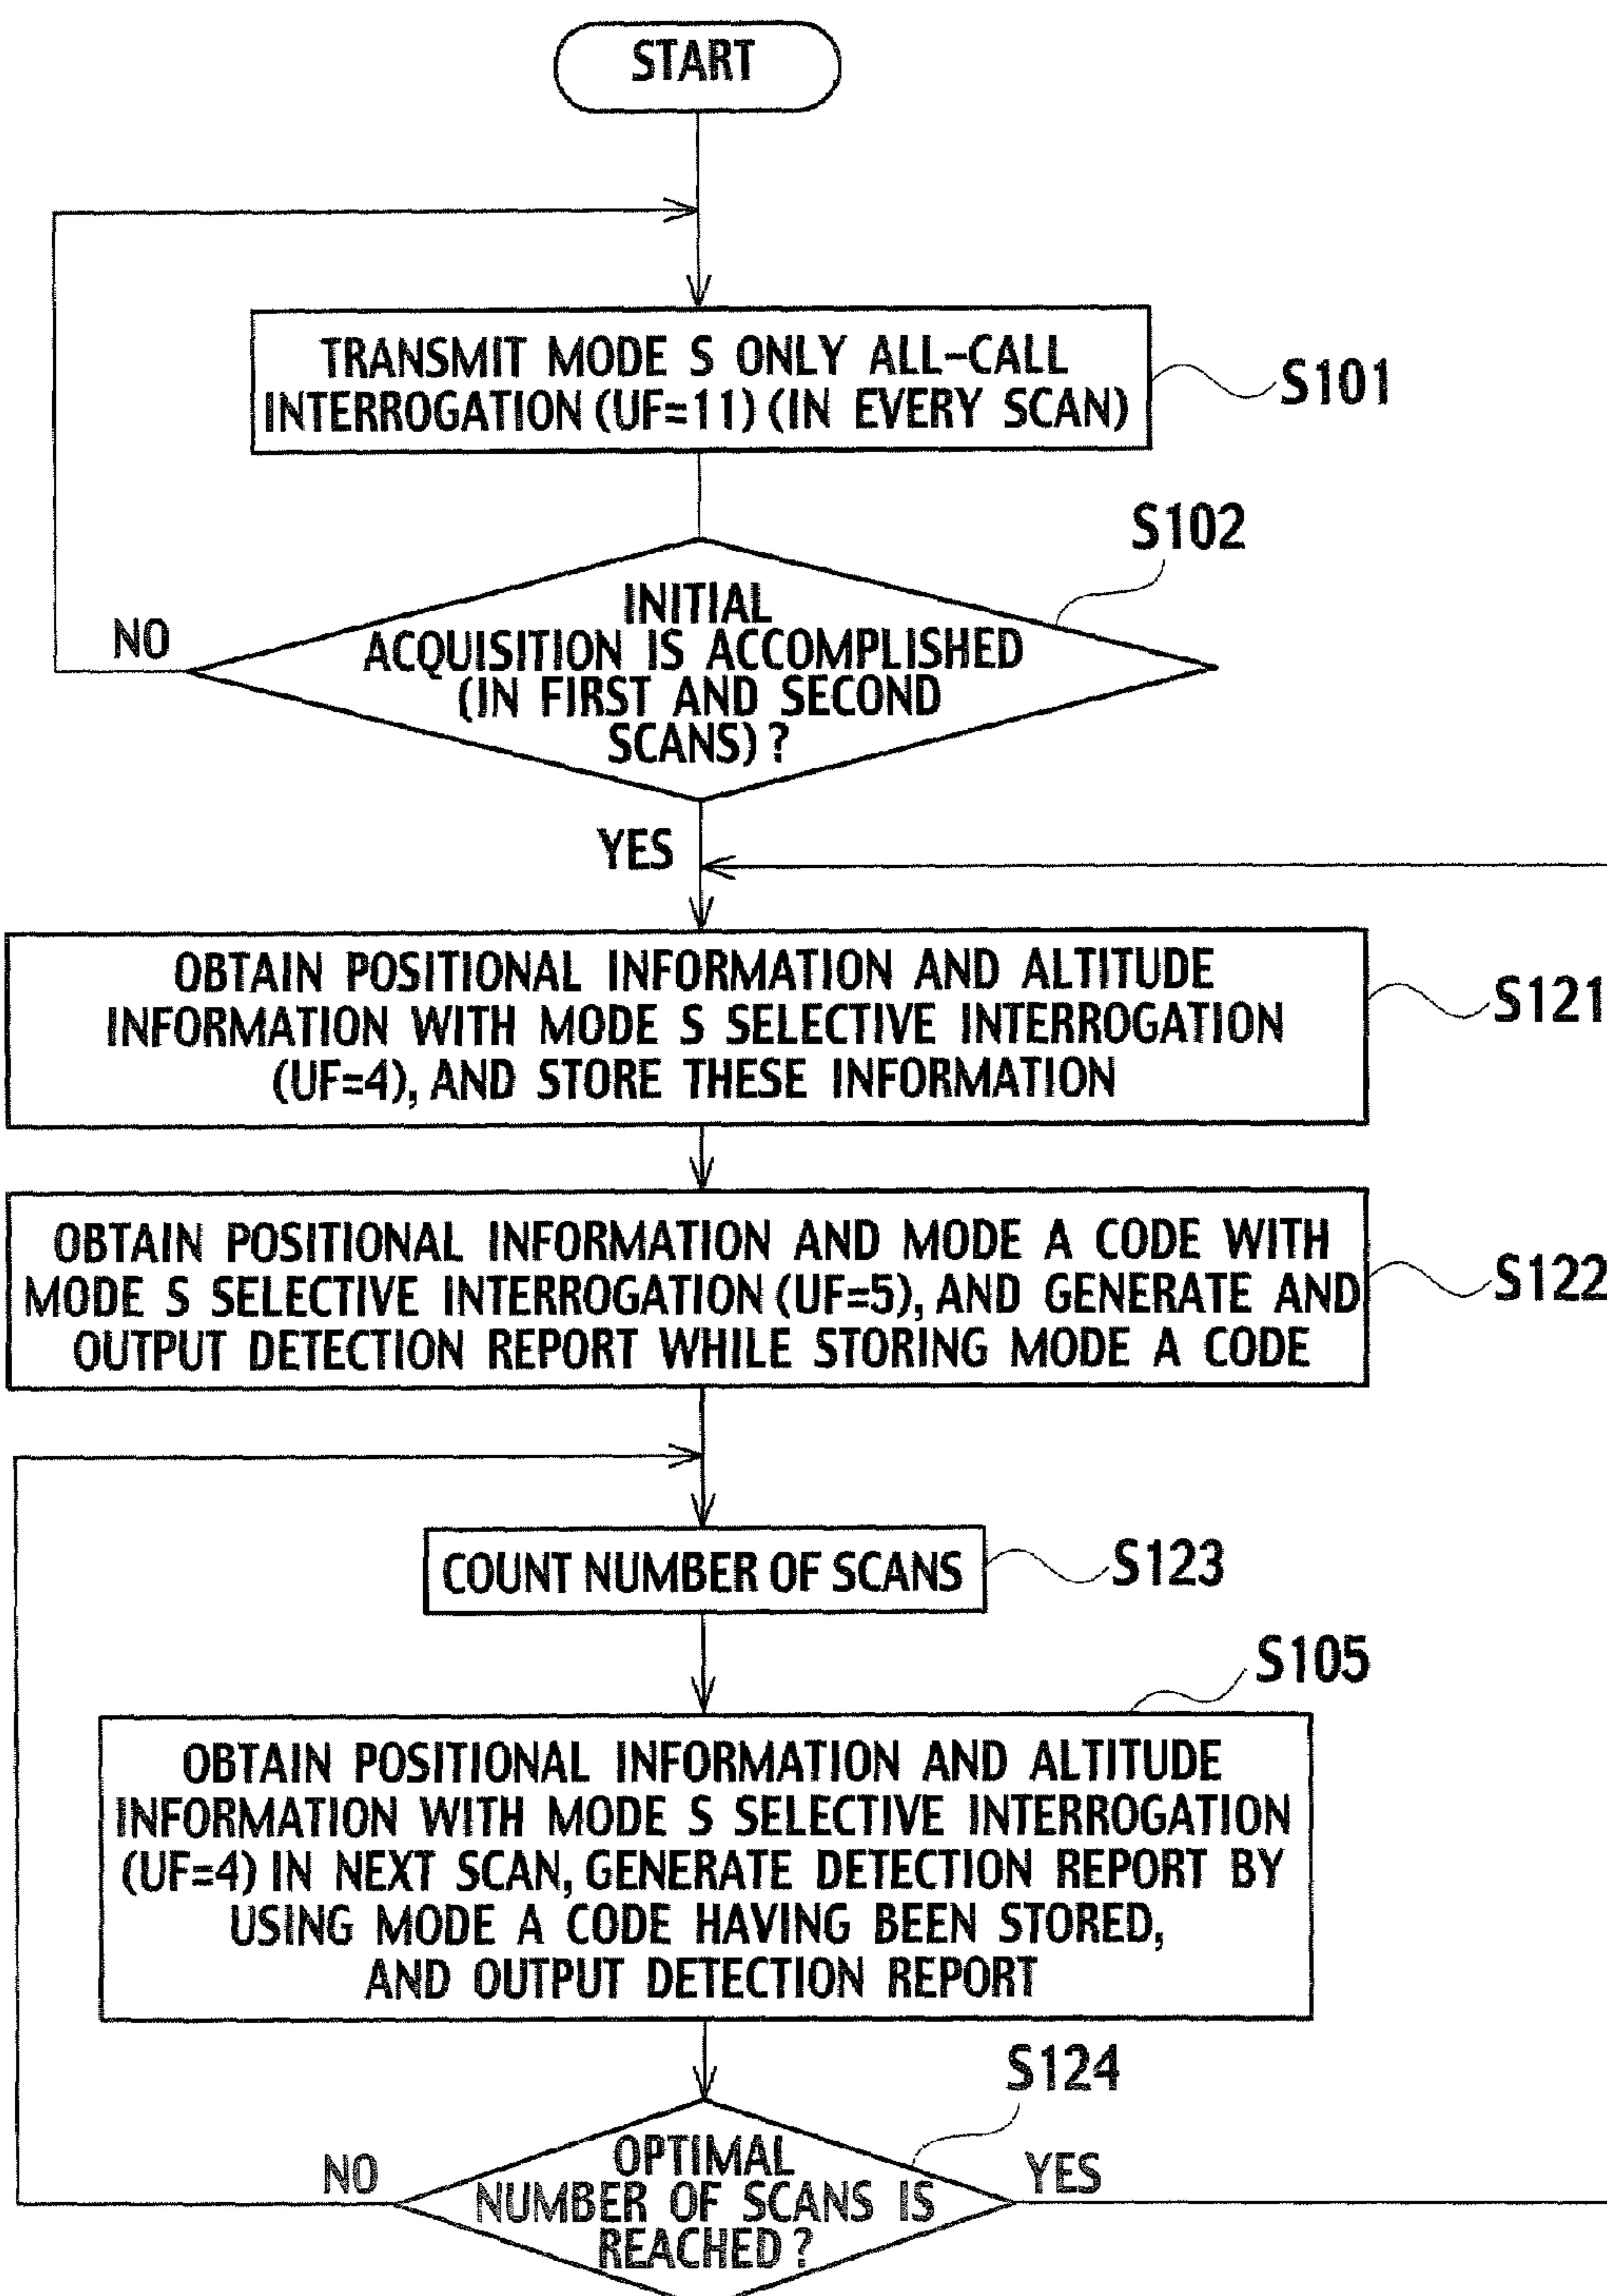 START
TRANSMIT MODE S ONLY ALL-CALL
INTERROGATION (UF=11) (IN EVERY SCAN)
S101
S102
INITIAL
ACQUISITION IS ACCOMPLISHED
(IN FIRST AND SECOND
SCANS) ?
NO
YES
OBTAIN POSITIONAL INFORMATION AND ALTITUDE
INFORMATION WITH MODE S SELECTIVE INTERROGATION
(UF=4), AND STORE THESE INFORMATION
S121
OBTAIN POSITIONAL INFORMATION AND MODE A CODE WITH
MODE S SELECTIVE INTERROGATION (UF=5), AND GENERATE AND
OUTPUT DETECTION REPORT WHILE STORING MODE A CODE
S122
COUNT NUMBER OF SCANS
S123
S105
OBTAIN POSITIONAL INFORMATION AND ALTITUDE
INFORMATION WITH MODE S SELECTIVE INTERROGATION
(UF=4) IN NEXT SCAN, GENERATE DETECTION REPORT BY
USING MODE A CODE HAVING BEEN STORED,
AND OUTPUT DETECTION REPORT
S124
OPTIMAL
NUMBER OF SCANS IS
REACHED ?
NO
YES